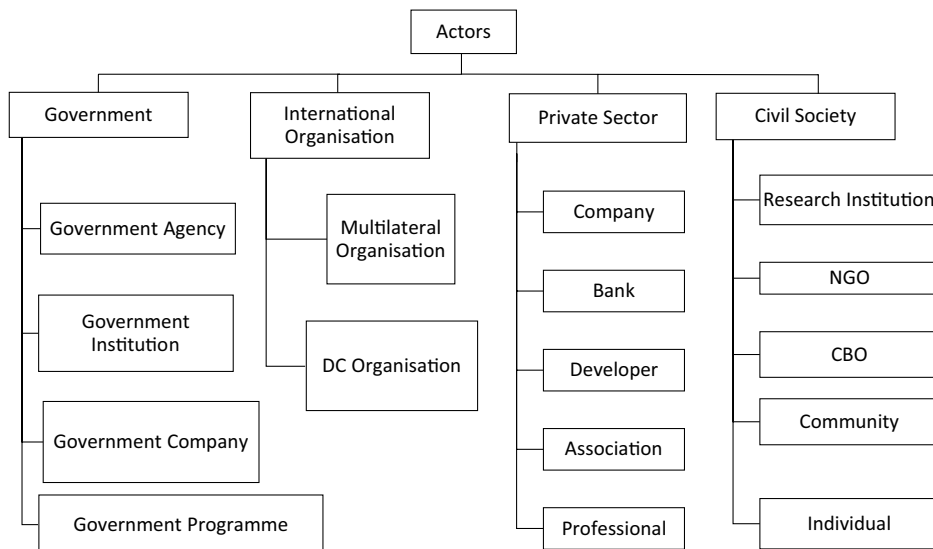 Actors
Government
International
Organisation
Private Sector
Civil Society
Government Agency
Government
Institution
Government Company
Government Programme
Multilateral
Organisation
DC Organisation
Company
Bank
Developer
Association
Professional
Research Institution
NGO
CBO
Community
Individual